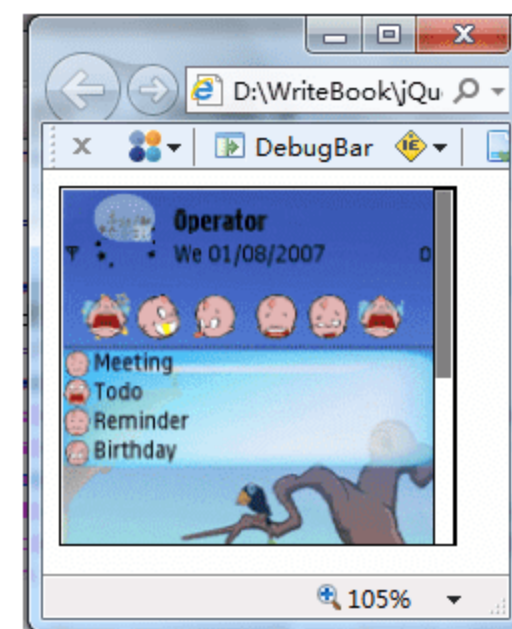 D:\WriteBook\jQu
x DebugBar
Operator
We 01/08/2007
Meeting
Todo
Reminder
Birthday
105%